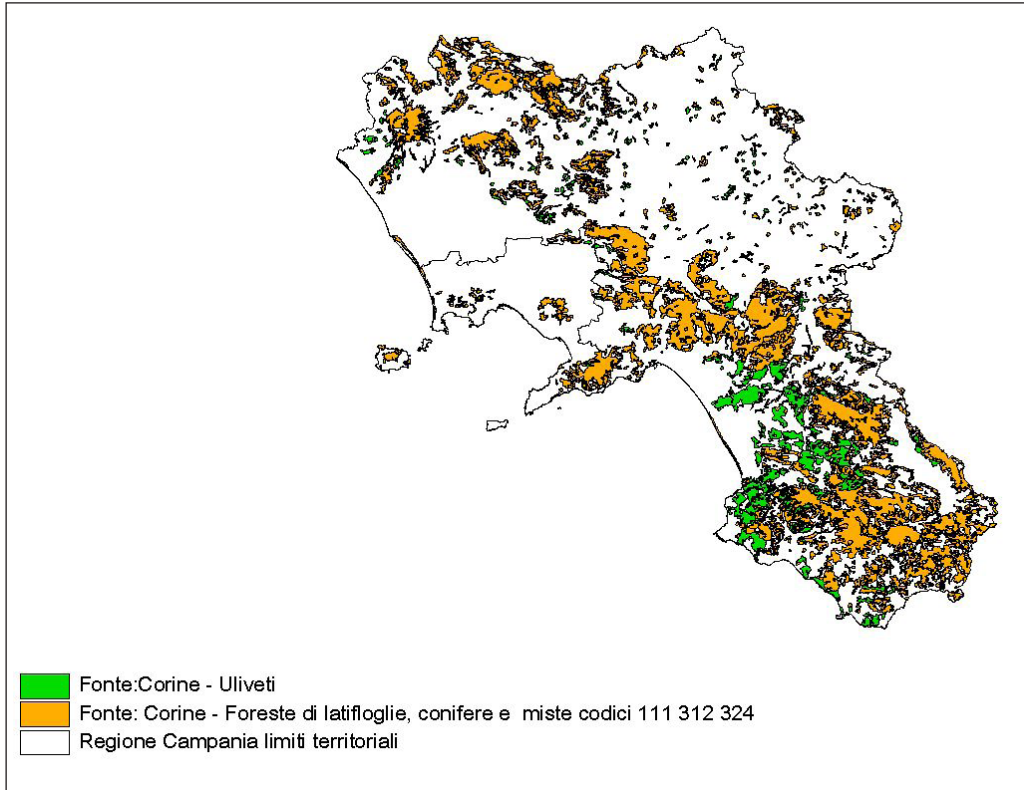 Fonte:Corine - Uliveti
Fonte: Corine - Foreste di latifloglie, conifere e miste codici 111 312 324
Regione Campania limiti territoriali